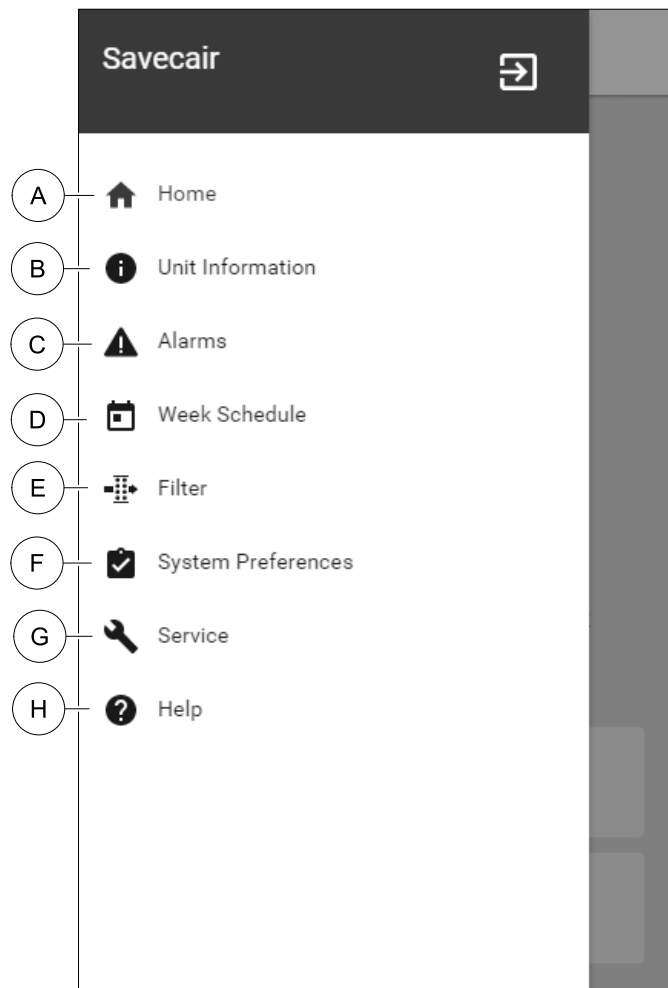 Savecair
A Home
B Unit Information
C Alarms
D Week Schedule
E Filter
F System Preferences
G Service
H Help